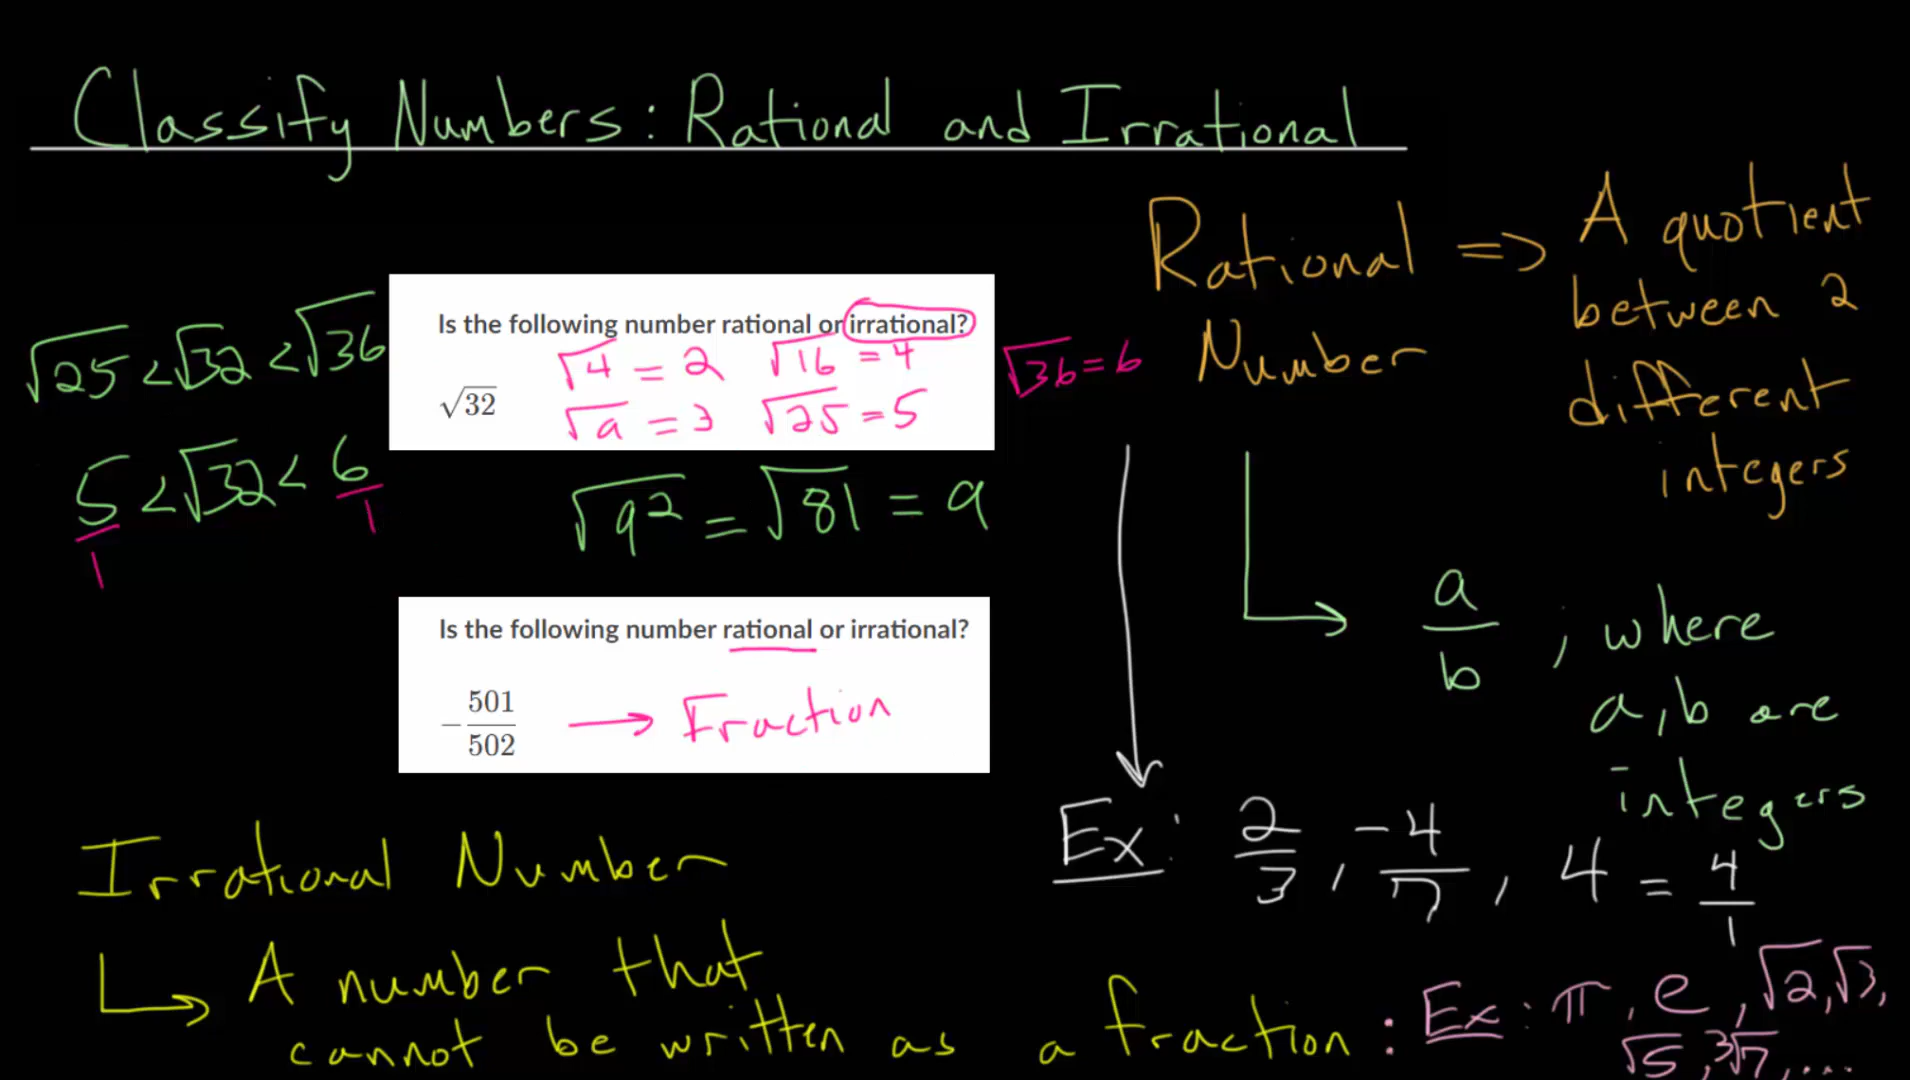 Classify Numbers: Rational and Irrational
√25 < √32 < √36
5/1 < √32 < 6/1
Is the following number rational or irrational?
√32
√4 = 2 √16 = 4
√9 = 3 √25 = 5
√36 = 6
√9² = √81 = 9
Is the following number rational or irrational?
-501/502 → Fraction
Rational
Number
⇒ A quotient
between 2
different
integers
a/b ; where
a, b are
integers
Ex: 2/3, -4/7, 4 = 4/1
Irrational Number
↳ A number that
cannot be written as a fraction : Ex: π, e, √2, √3,
√5, ³√7, ...